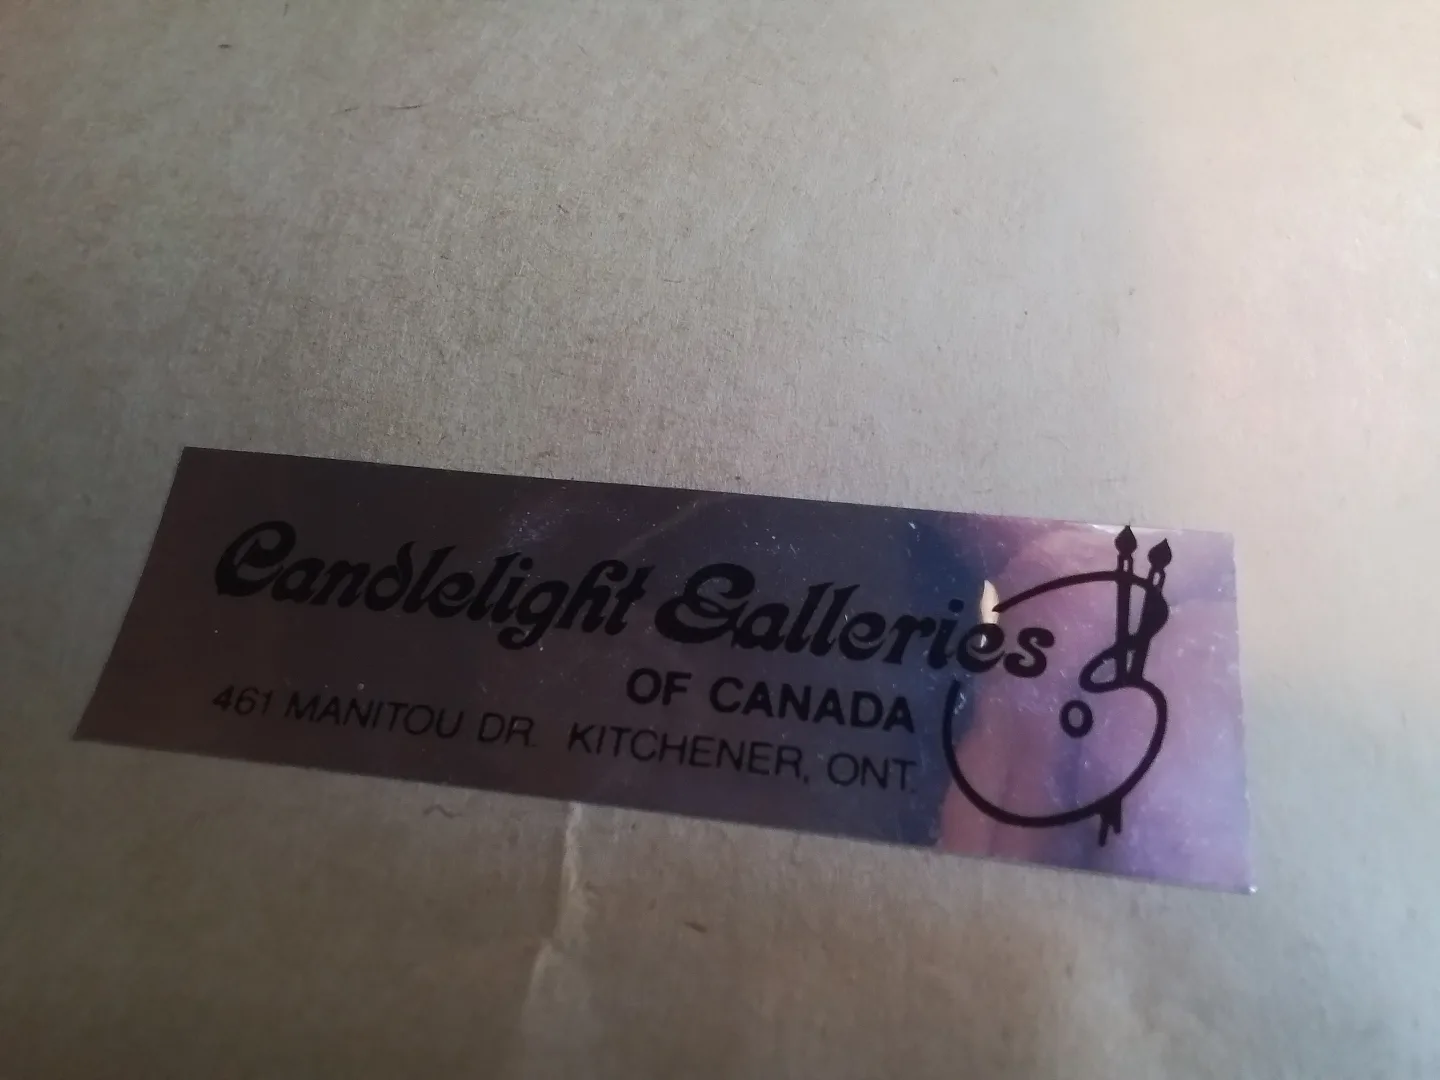 Candlelight Galleries
OF CANADA
461 MANITOU DR. KITCHENER, ONT.